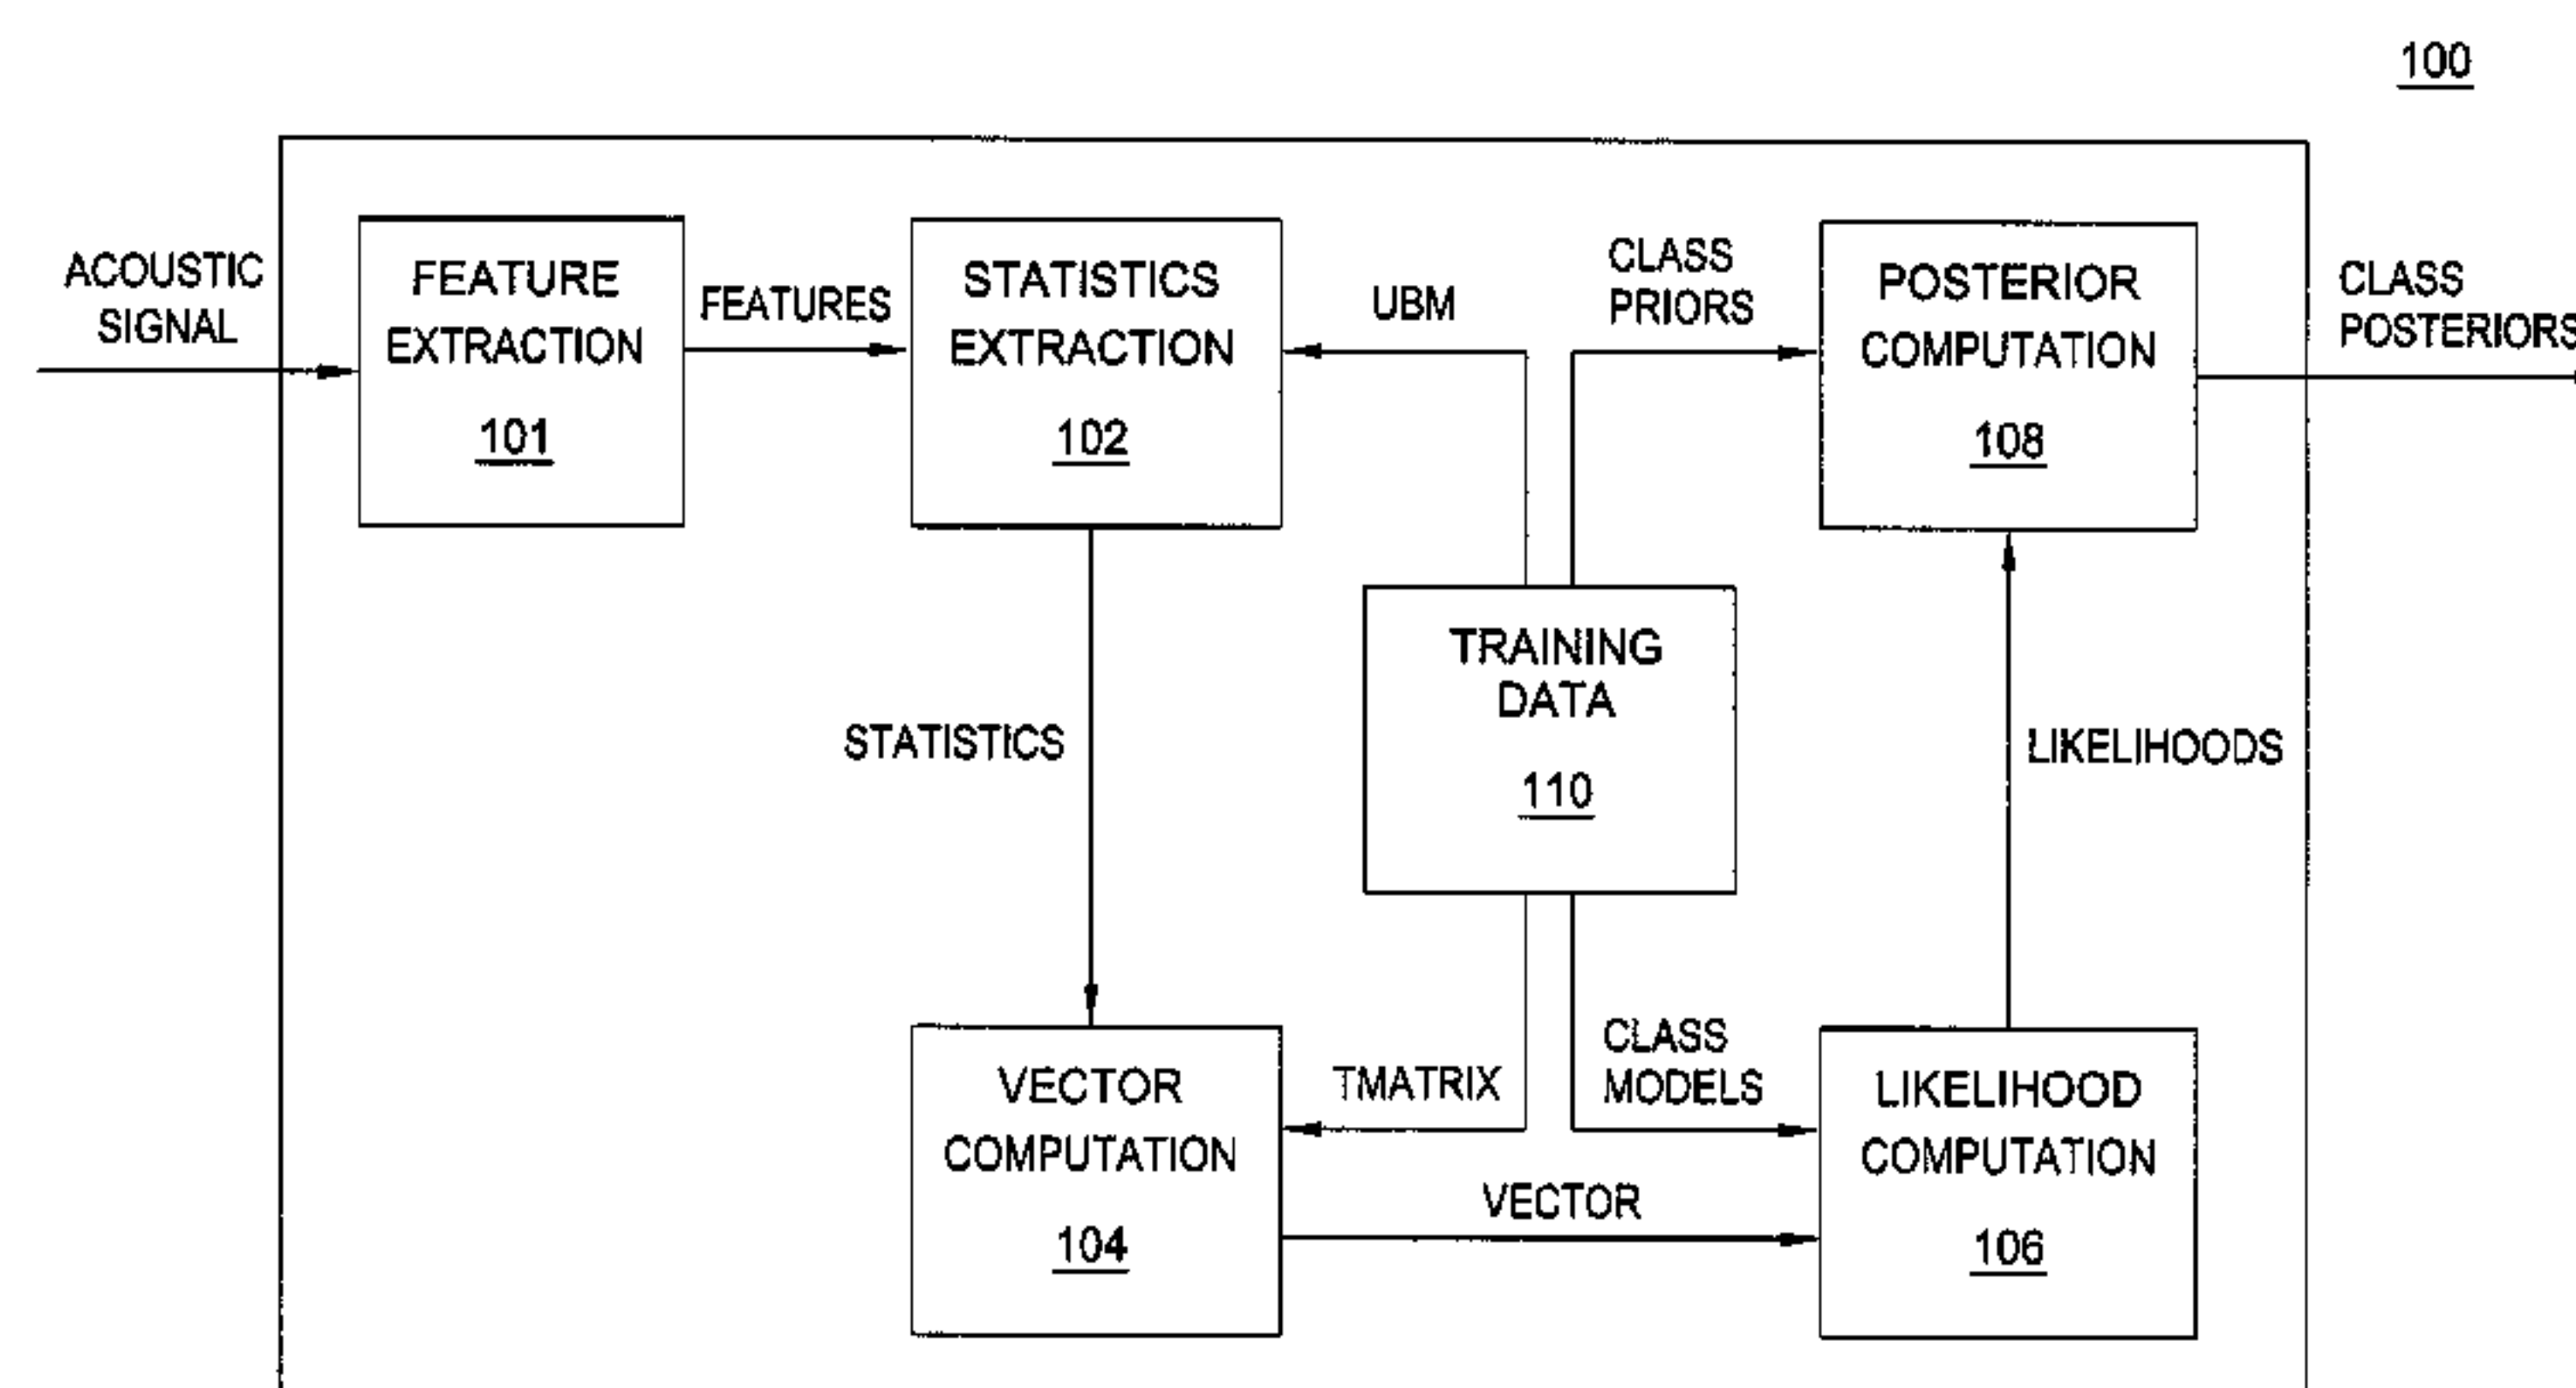 100
ACOUSTIC
SIGNAL
FEATURE
EXTRACTION
101
FEATURES
STATISTICS
EXTRACTION
102
UBM
CLASS
PRIORS
POSTERIOR
COMPUTATION
108
CLASS
POSTERIORS
TRAINING
DATA
110
STATISTICS
LIKELIHOODS
VECTOR
COMPUTATION
104
TMATRIX
CLASS
MODELS
VECTOR
LIKELIHOOD
COMPUTATION
106